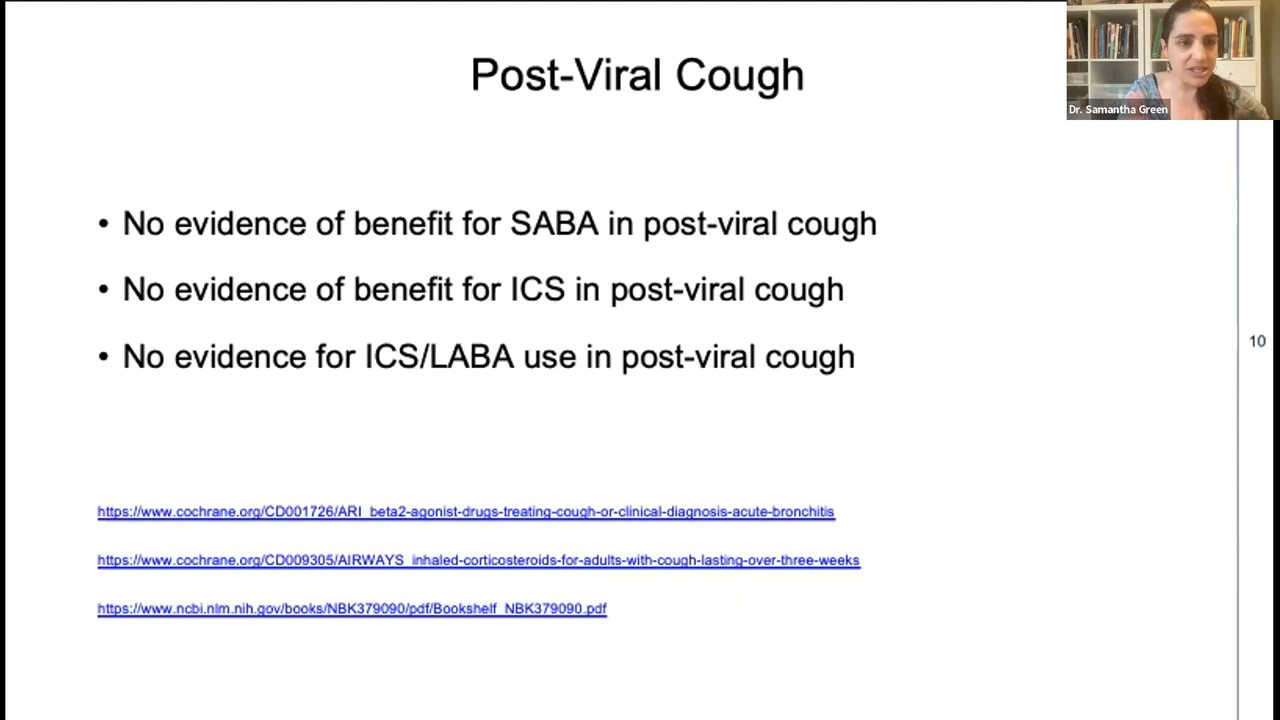 Post-Viral Cough
Dr. Samantha Green
• No evidence of benefit for SABA in post-viral cough
• No evidence of benefit for ICS in post-viral cough
• No evidence for ICS/LABA use in post-viral cough
10
https://www.cochrane.org/CD001726/ARI_beta2-agonist-drugs-treating-cough-or-clinical-diagnosis-acute-bronchitis
https://www.cochrane.org/CD009305/AIRWAYS_inhaled-corticosteroids-for-adults-with-cough-lasting-over-three-weeks
https://www.ncbi.nlm.nih.gov/books/NBK379090/pdf/Bookshelf_NBK379090.pdf